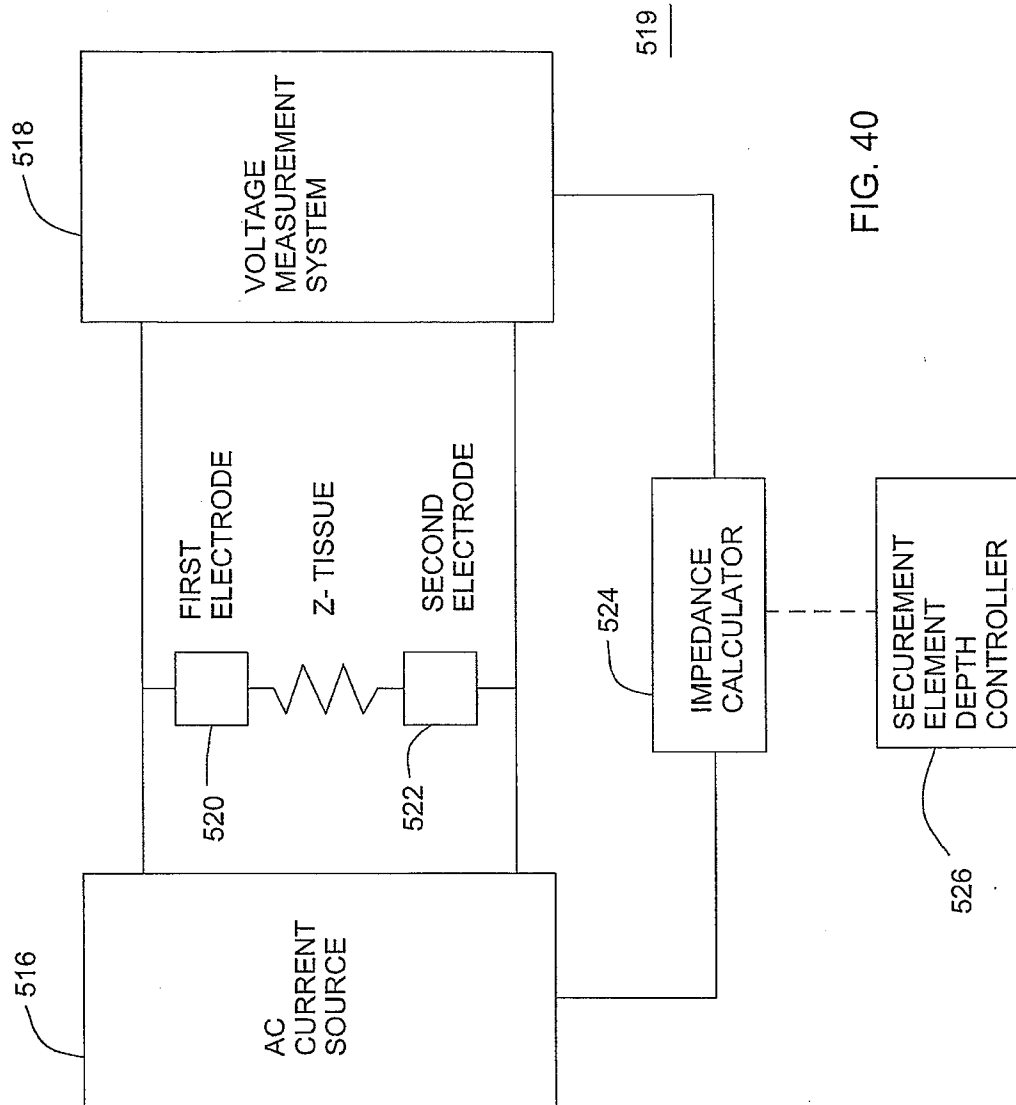 516
AC
CURRENT
SOURCE
518
VOLTAGE
MEASUREMENT
SYSTEM
520
FIRST
ELECTRODE
Z- TISSUE
522
SECOND
ELECTRODE
524
IMPEDANCE
CALCULATOR
526
SECUREMENT
ELEMENT
DEPTH
CONTROLLER
519
FIG. 40